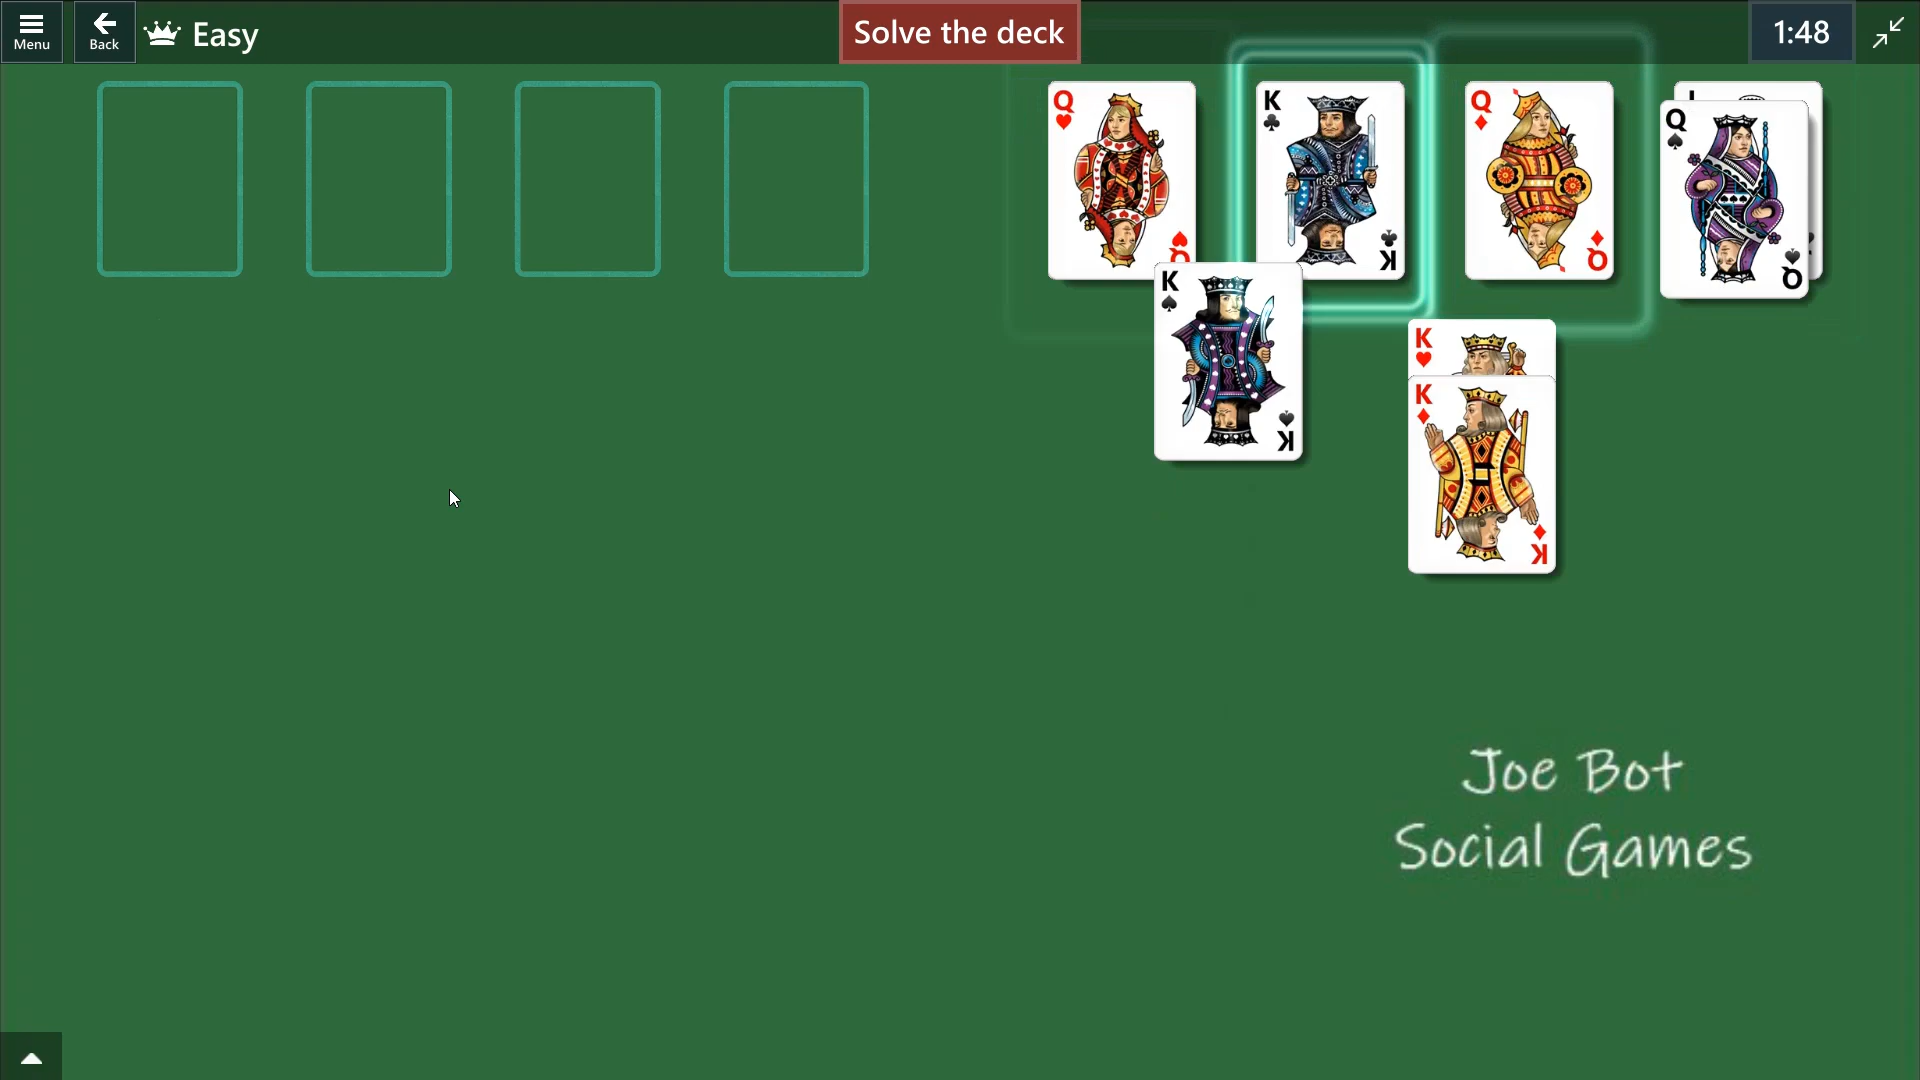 Menu
Back
Easy
Solve the deck
1:48
Q
Q
K
K
Q
Q
J
Q
Q
K
K
K
K
K
Joe Bot
Social Games